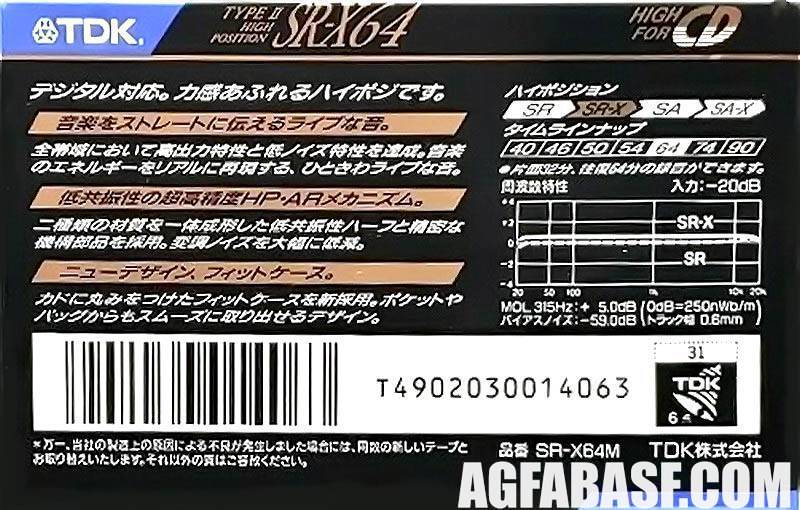 TDK.
TYPE II
HIGH
POSITION
SR-X64
HIGH
FOR CD
デジタル対応。力感あふれるハイポジです。
音楽をストレートに伝えるライブな音。
全帯域において高出力特性と低ノイズ特性を達成。音楽
のエネルギーをリアルに再現する、ひときわライブな音。
低共振性の超高精度HP・ARメカニズム。
二種類の材質を一体成形した低共振性ハーフと精密な
機構部品を採用。変調ノイズを大幅に低減。
ニューデザイン、フィットケース。
カドに丸みをつけたフィットケースを新採用。ポケットや
バッグからもスムーズに取り出せるデザイン。
ハイポジション
SR SR-X SA SA-X
タイムラインナップ
40 46 50 54 64 74 90
●片面32分、往復64分の録音ができます。
周波数特性 入力:-20dB
+4
+2
0
-2
-4
SR-X
SR
20 50 100 1k 10k 20k
MOL 315Hz:+5.0dB(0dB=250nWb/m)
バイアスノイズ:-59.0dB(トラック幅 0.6mm)
T4902030014063
31
TDK
64
*万一、当社の製造上の原因による不良が発生しました場合には、同数の新しいテープと
お取り替えいたします。それ以外の責はご容赦ください。
品番 SR-X64M TDK株式会社
AGFABASF.COM